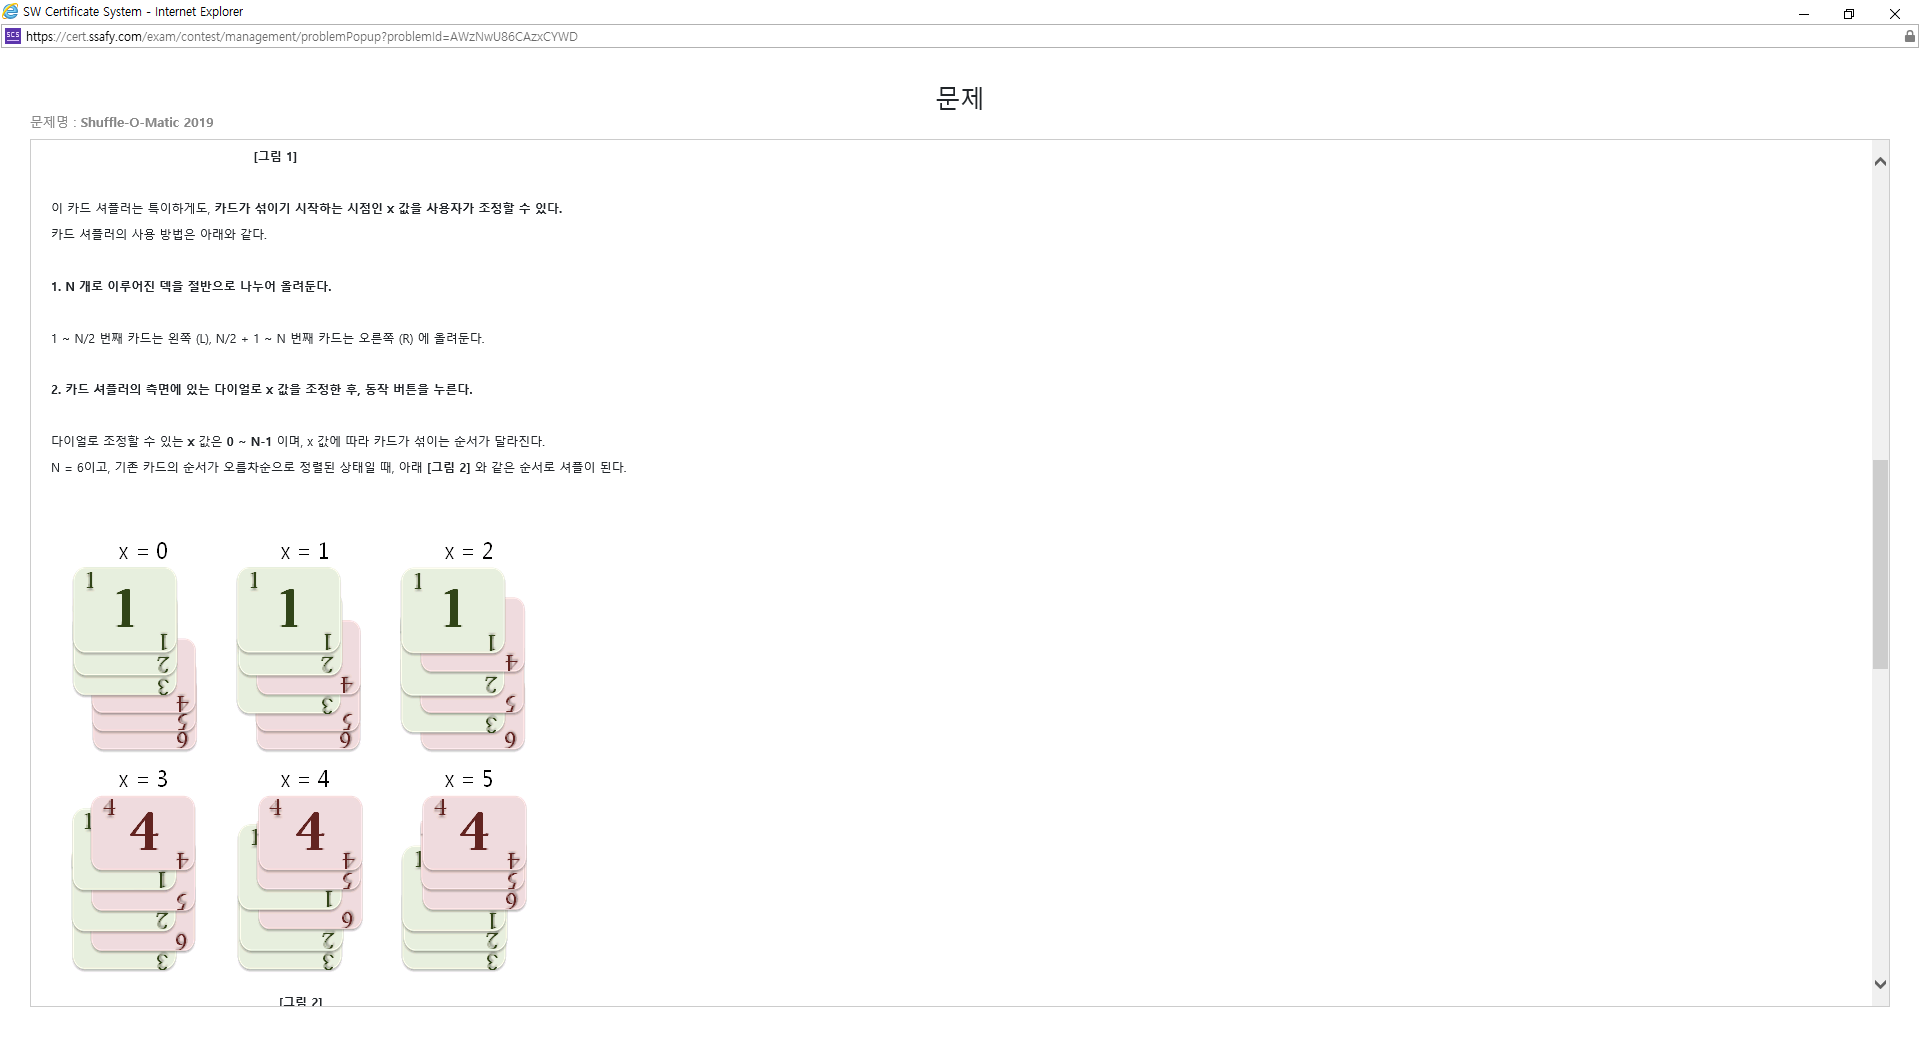 SW Certificate System - Internet Explorer
SCS https://cert.ssafy.com/exam/contest/management/problemPopup?problemId=AWzNwU86CAzxCYWD
문제
문제명 : Shuffle-O-Matic 2019
[그림 1]
이 카드 셔플러는 특이하게도, 카드가 섞이기 시작하는 시점인 x 값을 사용자가 조정할 수 있다.
카드 셔플러의 사용 방법은 아래와 같다.
1. N 개로 이루어진 덱을 절반으로 나누어 올려둔다.
1 ~ N/2 번째 카드는 왼쪽 (L), N/2 + 1 ~ N 번째 카드는 오른쪽 (R) 에 올려둔다.
2. 카드 셔플러의 측면에 있는 다이얼로 x 값을 조정한 후, 동작 버튼을 누른다.
다이얼로 조정할 수 있는 x 값은 0 ~ N-1 이며, x 값에 따라 카드가 섞이는 순서가 달라진다.
N = 6이고, 기존 카드의 순서가 오름차순으로 정렬된 상태일 때, 아래 [그림 2] 와 같은 순서로 셔플이 된다.
x = 0 x = 1 x = 2
1 1 1
1 1 1
1 1 1
2 2 4
3 4 2
4 3 5
5 5 3
6 6 6
x = 3 x = 4 x = 5
4 4 4
1 4 1 4 1 4
4 4 4
1 5 5
5 1 6
2 6 1
6 2 2
3 3 3
[그림 2]